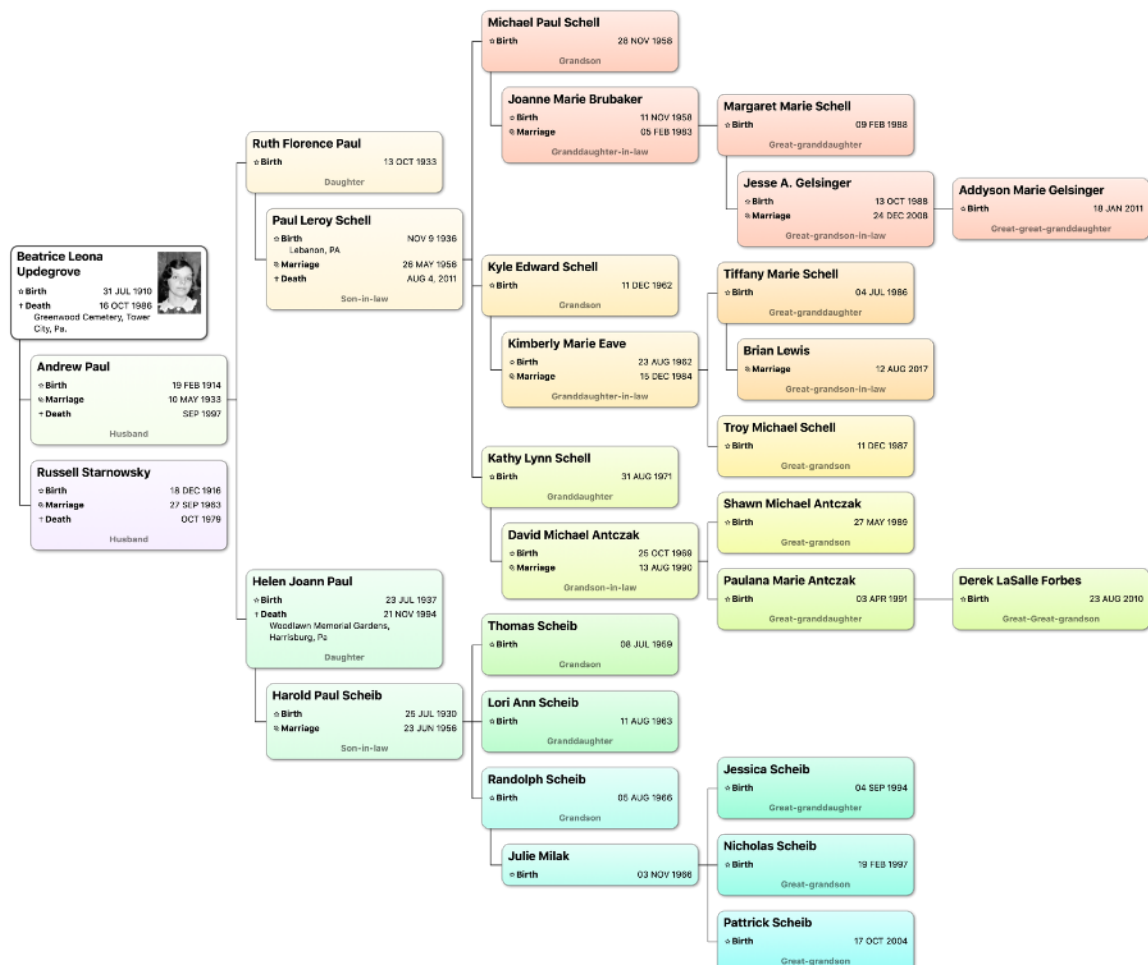 Beatrice Leona
Updegrove
Birth 31 JUL 1910
Death 16 OCT 1986
Greenwood Cemetery, Tower
City, Pa.
Andrew Paul
Birth 19 FEB 1914
Marriage 10 MAY 1933
Death SEP 1997
Husband
Russell Starnowsky
Birth 18 DEC 1916
Marriage 27 SEP 1963
Death OCT 1979
Husband
Ruth Florence Paul
Birth 13 OCT 1933
Daughter
Paul Leroy Schell
Birth NOV 9 1936
Lebanon, PA
Marriage 26 MAY 1956
Death AUG 4, 2011
Son-in-law
Helen Joann Paul
Birth 23 JUL 1937
Death 21 NOV 1994
Woodlawn Memorial Gardens,
Harrisburg, Pa
Daughter
Harold Paul Scheib
Birth 25 JUL 1930
Marriage 23 JUN 1956
Son-in-law
Michael Paul Schell
Birth 28 NOV 1958
Grandson
Joanne Marie Brubaker
Birth 11 NOV 1958
Marriage 05 FEB 1983
Granddaughter-in-law
Kyle Edward Schell
Birth 11 DEC 1962
Grandson
Kimberly Marie Eave
Birth 23 AUG 1962
Marriage 15 DEC 1984
Granddaughter-in-law
Kathy Lynn Schell
Birth 31 AUG 1971
Granddaughter
David Michael Antczak
Birth 25 OCT 1969
Marriage 13 AUG 1990
Grandson-in-law
Thomas Scheib
Birth 08 JUL 1959
Grandson
Lori Ann Scheib
Birth 11 AUG 1963
Granddaughter
Randolph Scheib
Birth 05 AUG 1966
Grandson
Julie Milak
Birth 03 NOV 1966
Margaret Marie Schell
Birth 09 FEB 1988
Great-granddaughter
Jesse A. Gelsinger
Birth 13 OCT 1988
Marriage 24 DEC 2008
Great-grandson-in-law
Tiffany Marie Schell
Birth 04 JUL 1986
Great-granddaughter
Brian Lewis
Marriage 12 AUG 2017
Great-grandson-in-law
Troy Michael Schell
Birth 11 DEC 1987
Great-grandson
Shawn Michael Antczak
Birth 27 MAY 1989
Great-grandson
Paulana Marie Antczak
Birth 03 APR 1991
Great-granddaughter
Jessica Scheib
Birth 04 SEP 1994
Great-granddaughter
Nicholas Scheib
Birth 19 FEB 1997
Great-grandson
Pattrick Scheib
Birth 17 OCT 2004
Great-grandson
Addyson Marie Gelsinger
Birth 18 JAN 2011
Great-great-granddaughter
Derek LaSalle Forbes
Birth 23 AUG 2010
Great-Great-grandson